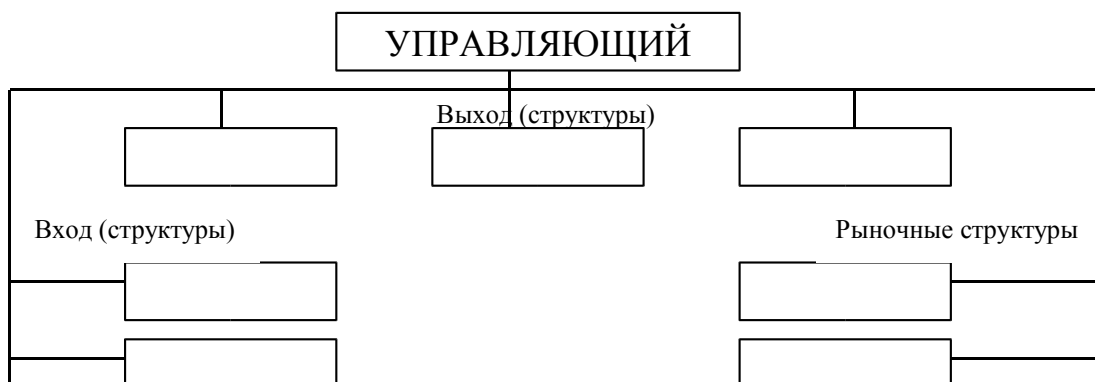 УПРАВЛЯЮЩИЙ
Выход (структуры)
Вход (структуры)
Рыночные структуры